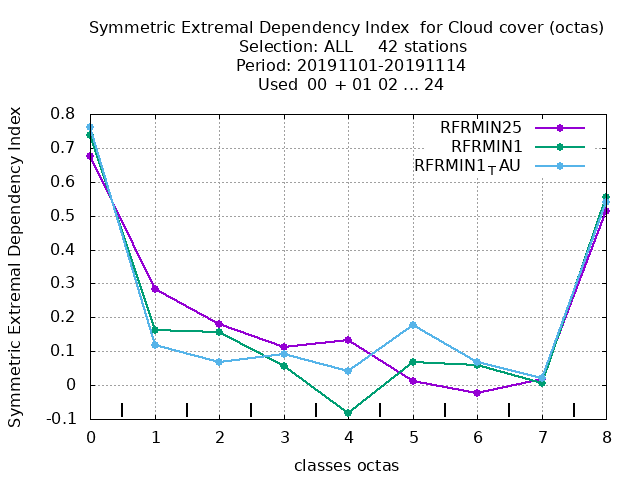 Symmetric Extremal Dependency Index  for Cloud cover (octas)
Selection: ALL     42 stations
Period: 20191101-20191114
Used  00 + 01 02 ... 24
Symmetric Extremal Dependency Index
0.8
0.7
0.6
0.5
0.4
0.3
0.2
0.1
0
-0.1
RFRMIN25
RFRMIN1
RFRMIN1TAU
0 1 2 3 4 5 6 7 8
classes octas